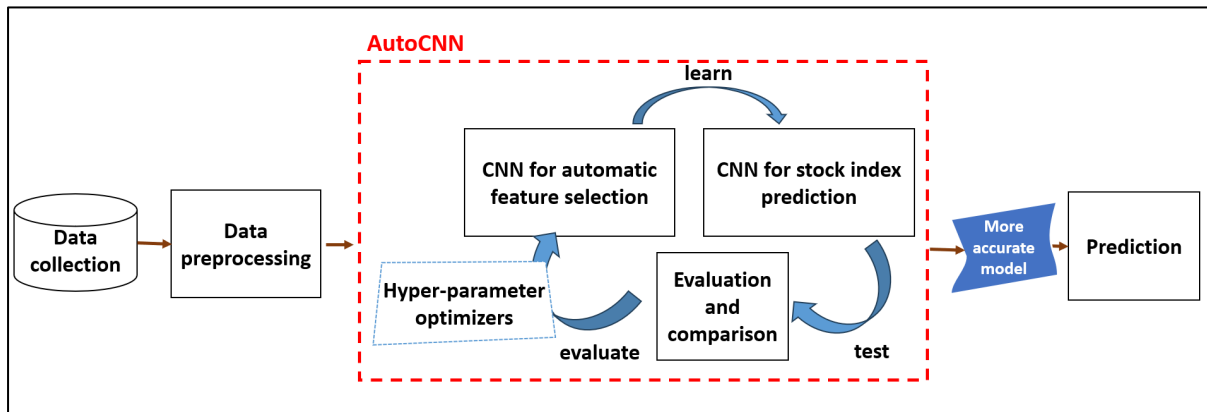 AutoCNN
learn
CNN for automatic
feature selection
CNN for stock index
prediction
Data
collection
Data
preprocessing
Hyper-parameter
optimizers
evaluate
Evaluation
and
comparison
test
More
accurate
model
Prediction